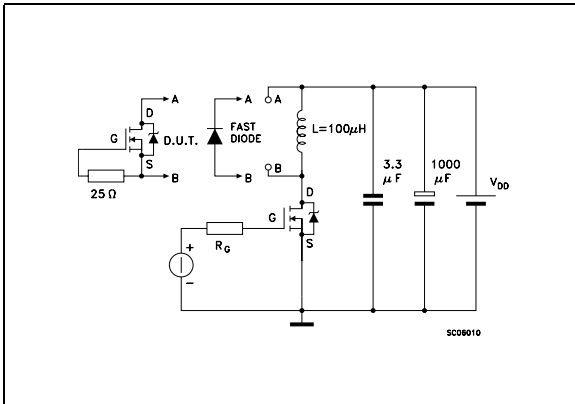 A
D
G
D.U.T.
S
B
25 Ω
A
FAST
DIODE
B
A
L=100μH
B
D
G
S
RG
+
-
3.3
μF
1000
μF
VDD
SC06010